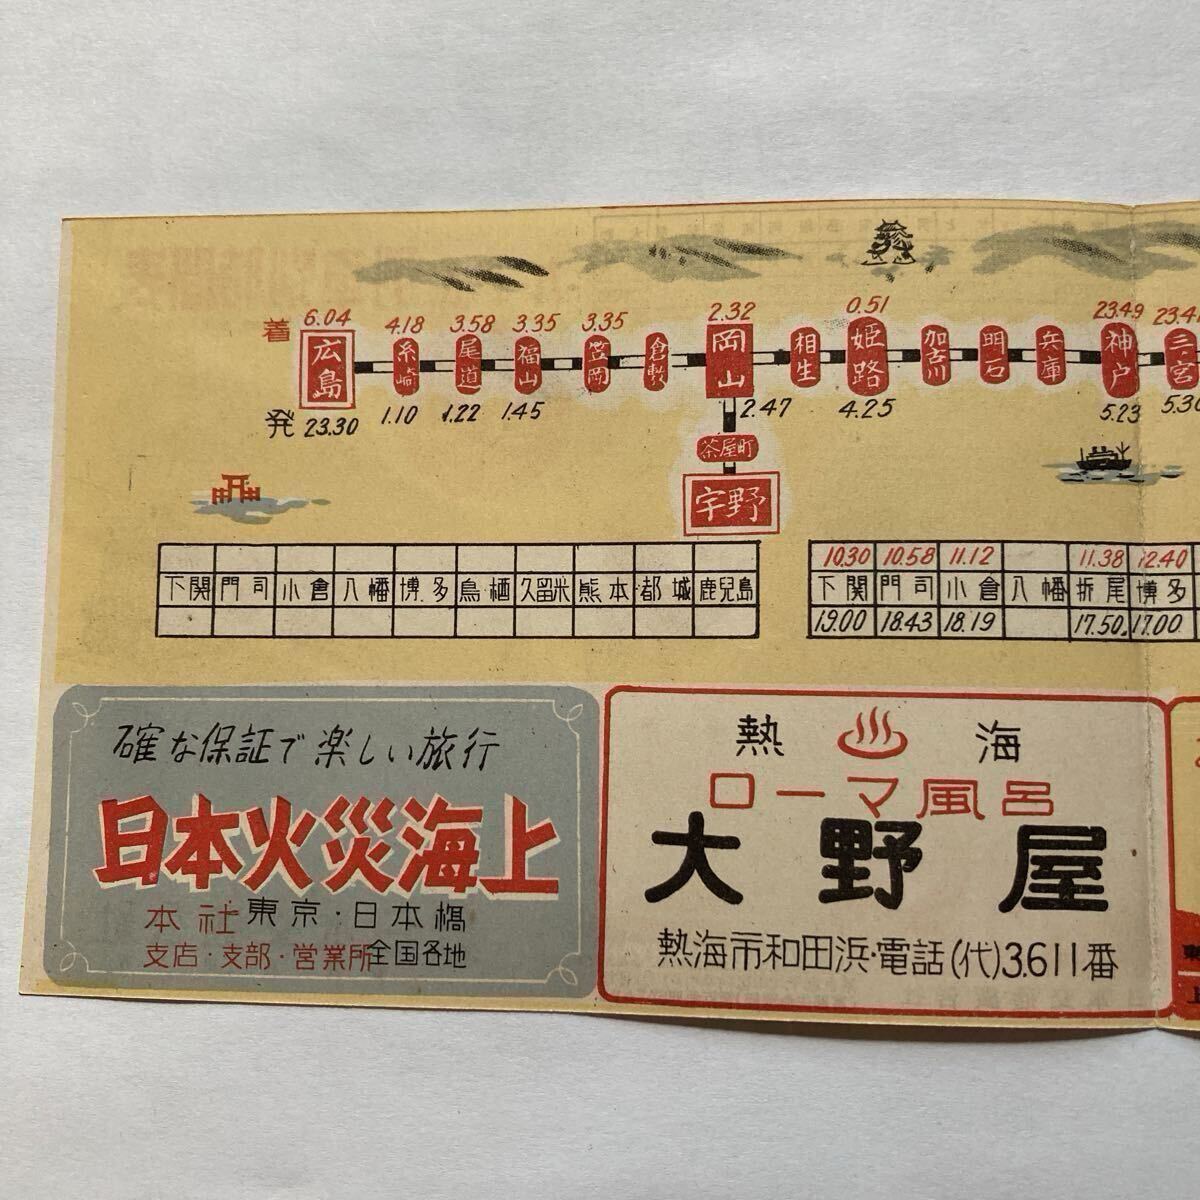 着 6.04 4.18 3.58 3.35 3.35 2.32 0.51 23.49 23.41
広島 糸崎 尾道 福山 笠岡 倉敷 岡山 相生 姫路 加古川 明石 兵庫 神戸 三ノ宮
発 23.30 1.10 1.22 1.45 2.47 4.25 5.23 5.30
茶屋町
宇野
下関 門司 小倉 八幡 博多 鳥栖 久留米 熊本 都城 鹿児島
10.30 10.58 11.12 11.38 12.40
下関 門司 小倉 八幡 折尾 博多
19.00 18.43 18.19 17.50 17.00
確な保証で楽しい旅行
日本火災海上
本社 東京・日本橋
支店・支部・営業所 全国各地
熱♨海
ローマ風呂
大野屋
熱海市和田浜・電話(代)3611番